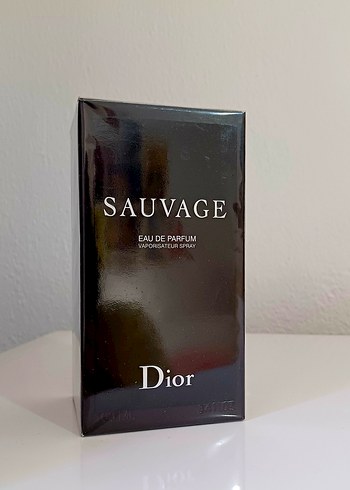 SAUVAGE
EAU DE PARFUM
VAPORISATEUR SPRAY
Dior